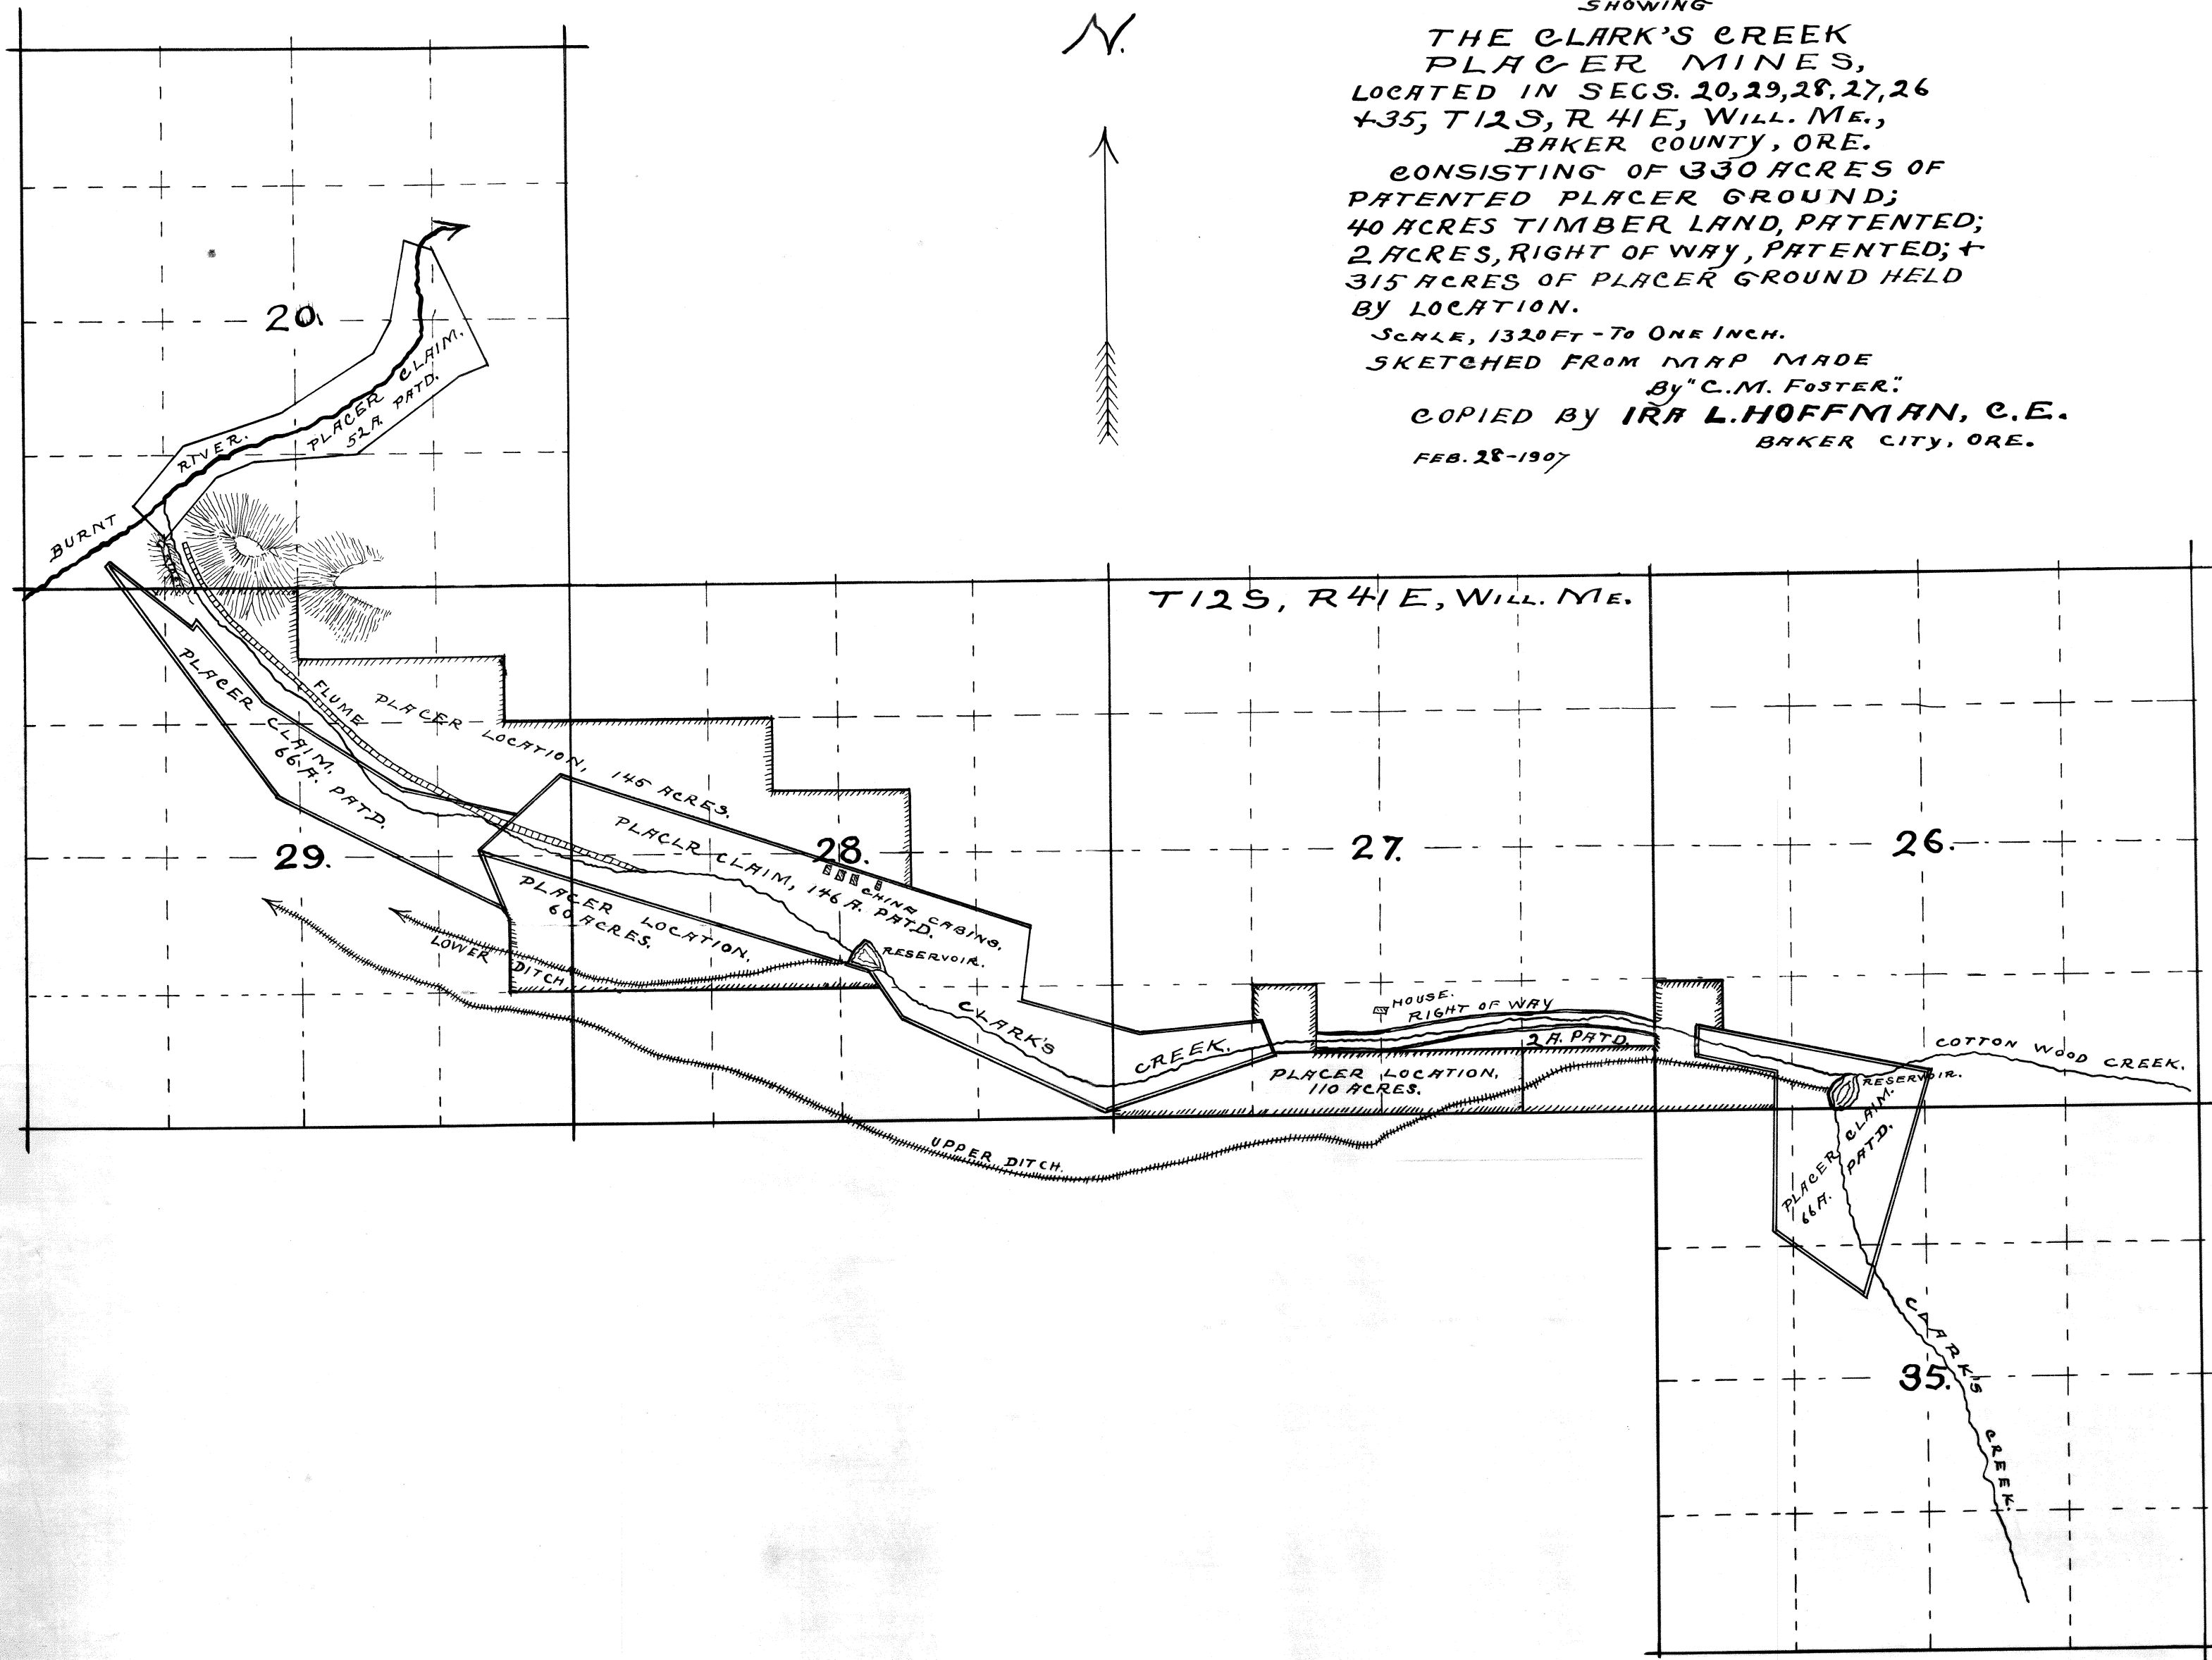 SHOWING
THE CLARK'S CREEK
PLACER MINES,
LOCATED IN SECS. 20, 29, 28, 27, 26
+35, T12S, R 41E, WILL. ME.,
BAKER COUNTY, ORE.
CONSISTING OF 330 ACRES OF
PATENTED PLACER GROUND;
40 ACRES TIMBER LAND, PATENTED;
2 ACRES, RIGHT OF WAY, PATENTED; +
315 ACRES OF PLACER GROUND HELD
BY LOCATION.
SCALE, 1320 FT - TO ONE INCH.
SKETCHED FROM MAP MADE
BY "C.M. FOSTER".
COPIED BY IRA L. HOFFMAN, C.E.
BAKER CITY, ORE.
FEB. 28-1907
N.
20.
PLACER CLAIM.
52A. PATD.
BURNT RIVER.
T12S, R41E, WILL. ME.
PLACER CLAIM.
66A. PATD.
FLUME
PLACER LOCATION, 145 ACRES.
29.
28.
27.
26.
PLACLR CLAIM, 146 A. PATD.
CHINA CABINS.
PLACER LOCATION.
60 ACRES.
LOWER DITCH
RESERVOIR.
CLARK'S CREEK.
HOUSE.
RIGHT OF WAY
2 A. PATD.
PLACER LOCATION,
110 ACRES.
UPPER DITCH.
COTTON WOOD CREEK.
RESERVOIR.
PLACER CLAIM.
66A. PATD.
35.
CLARK'S CREEK.